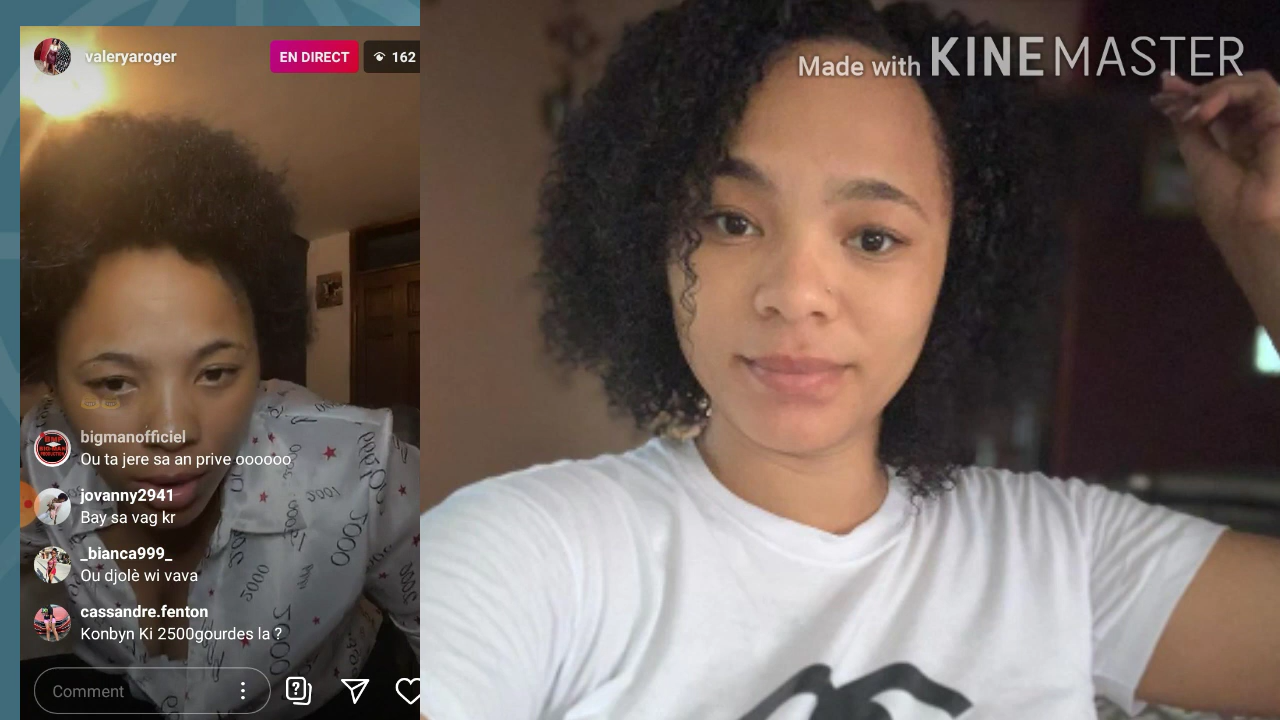 valeryaroger
EN DIRECT
162
Made with KINEMASTER
bigmanofficiel
Ou ta jere sa an prive oooooo
jovanny2941
Bay sa vag kr
_bianca999_
Ou djolè wi vava
cassandre.fenton
Konbyn Ki 2500gourdes la ?
Comment
2000